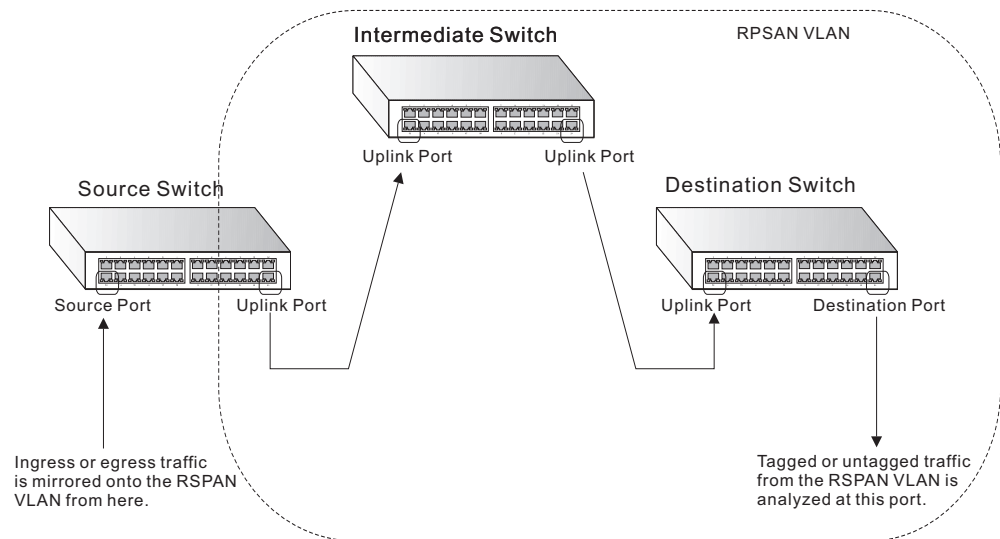 Intermediate Switch
RPSAN VLAN
Uplink Port
Uplink Port
Source Switch
Destination Switch
Source Port
Uplink Port
Uplink Port
Destination Port
Ingress or egress traffic
is mirrored onto the RSPAN
VLAN from here.
Tagged or untagged traffic
from the RSPAN VLAN is
analyzed at this port.